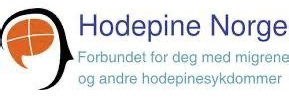 Hodepine Norge
Forbundet for deg med migrene
og andre hodepinesykdommer